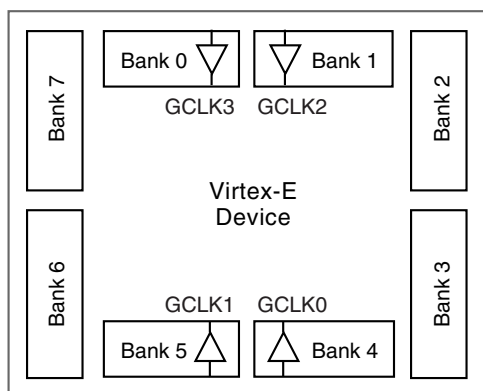 Bank 0
Bank 1
GCLK3
GCLK2
Bank 7
Bank 2
Virtex-E
Device
Bank 6
Bank 3
GCLK1
GCLK0
Bank 5
Bank 4